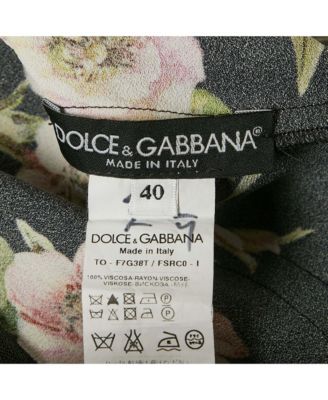 DOLCE & GABBANA®
MADE IN ITALY
40
DOLCE & GABBANA
Made in Italy
TO - F7G38T / FSRC0 - I
100% VISCOSA-RAYON-VISCOSE-